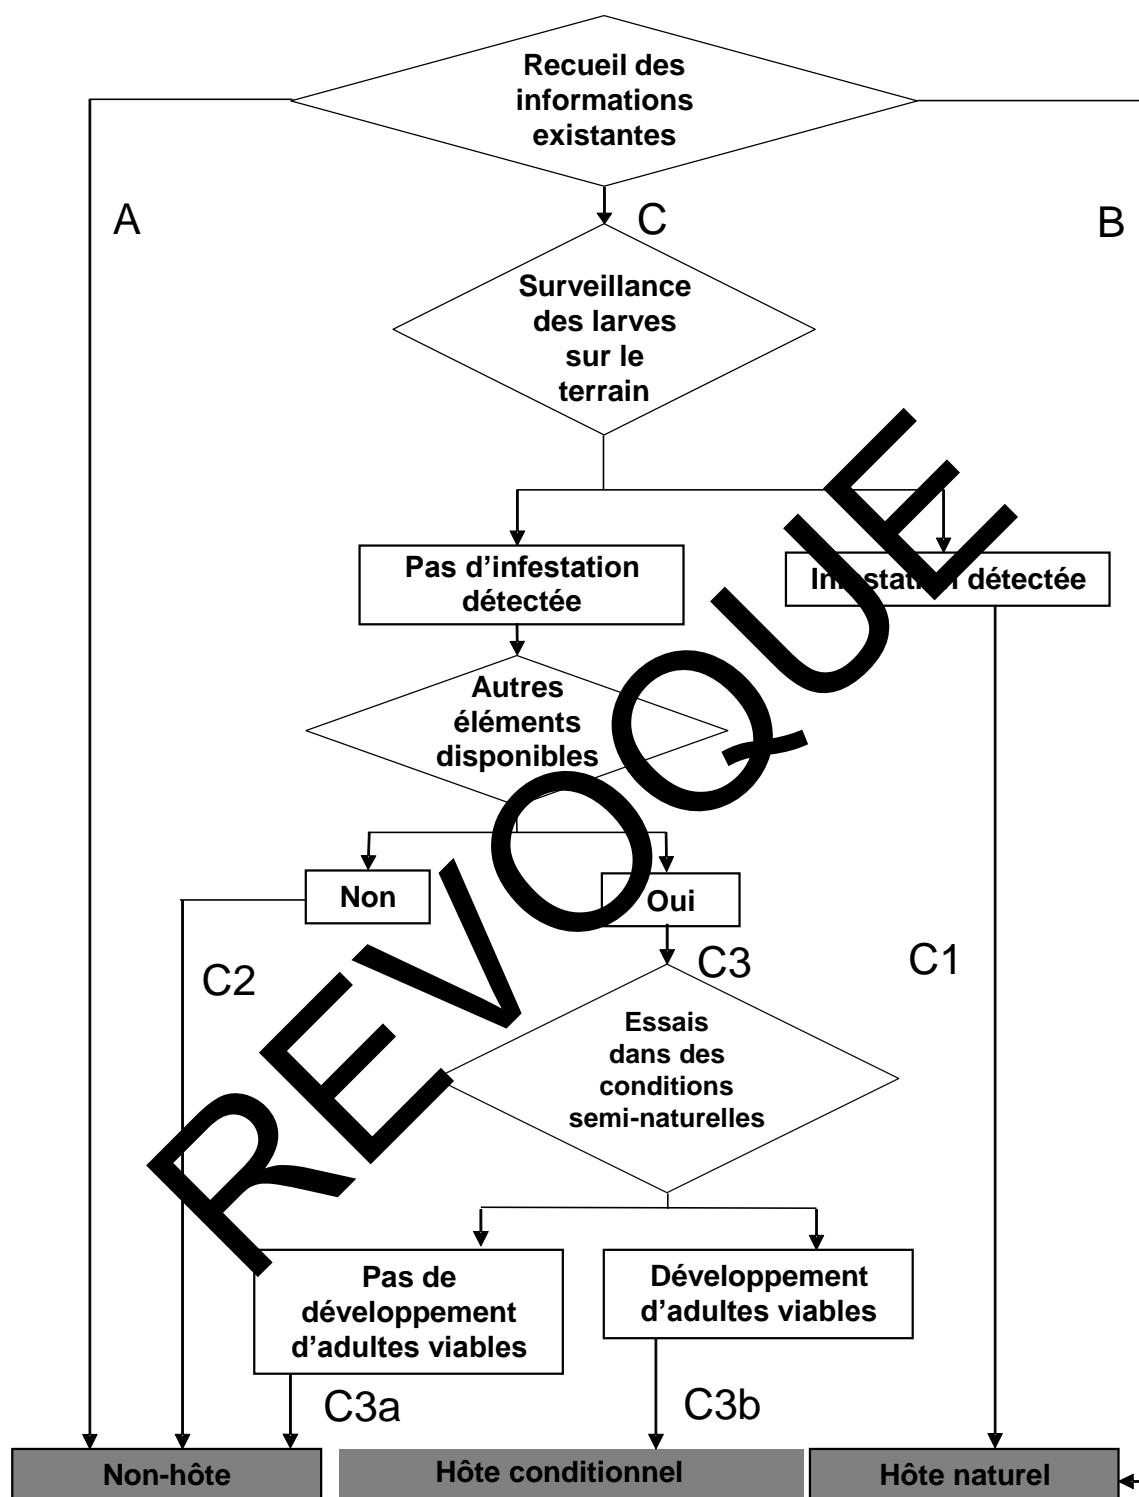 Recueil des
informations
existantes
A
C
B
Surveillance
des larves
sur le
terrain
Pas d’infestation
détectée
Infestation détectée
Autres
éléments
disponibles
Non
Oui
C2
C3
C1
Essais
dans des
conditions
semi-naturelles
Pas de
développement
d’adultes viables
Développement
d’adultes viables
C3a
C3b
Non-hôte
Hôte conditionnel
Hôte naturel
REVOQUE